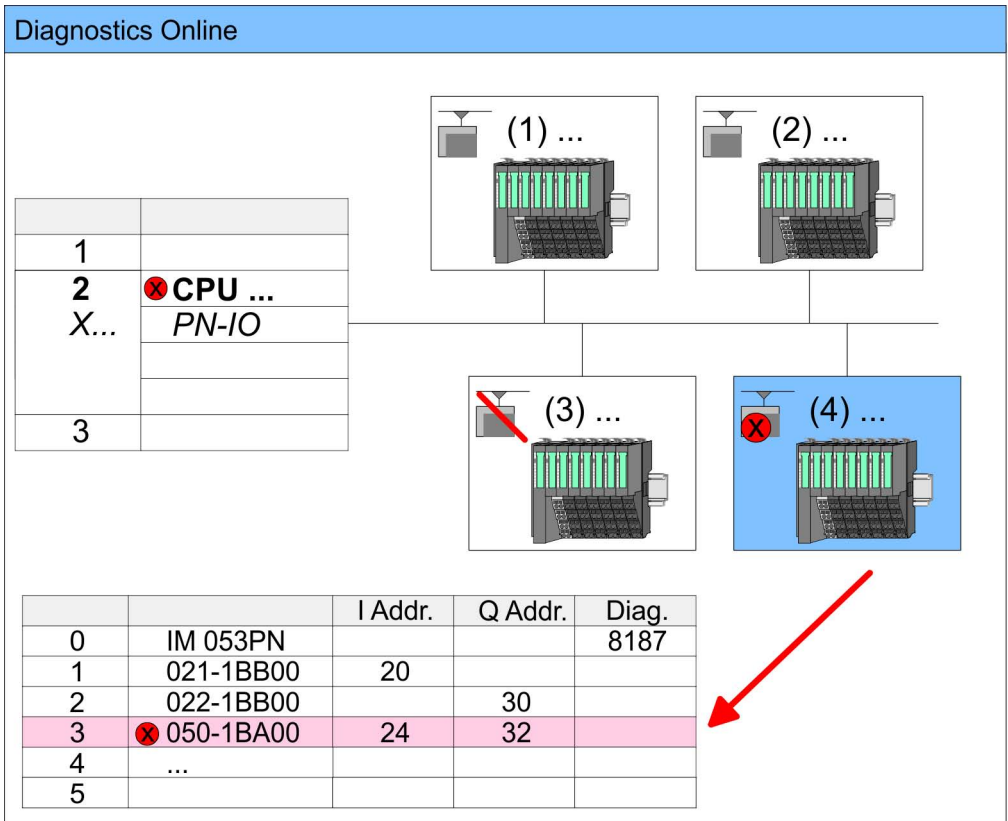 Diagnostics Online
(1) ...
(2) ...
1
2 X CPU ...
X... PN-IO
3
(3) ...
X (4) ...
I Addr. Q Addr. Diag.
0 IM 053PN 8187
1 021-1BB00 20
2 022-1BB00 30
3 X 050-1BA00 24 32
4 ...
5